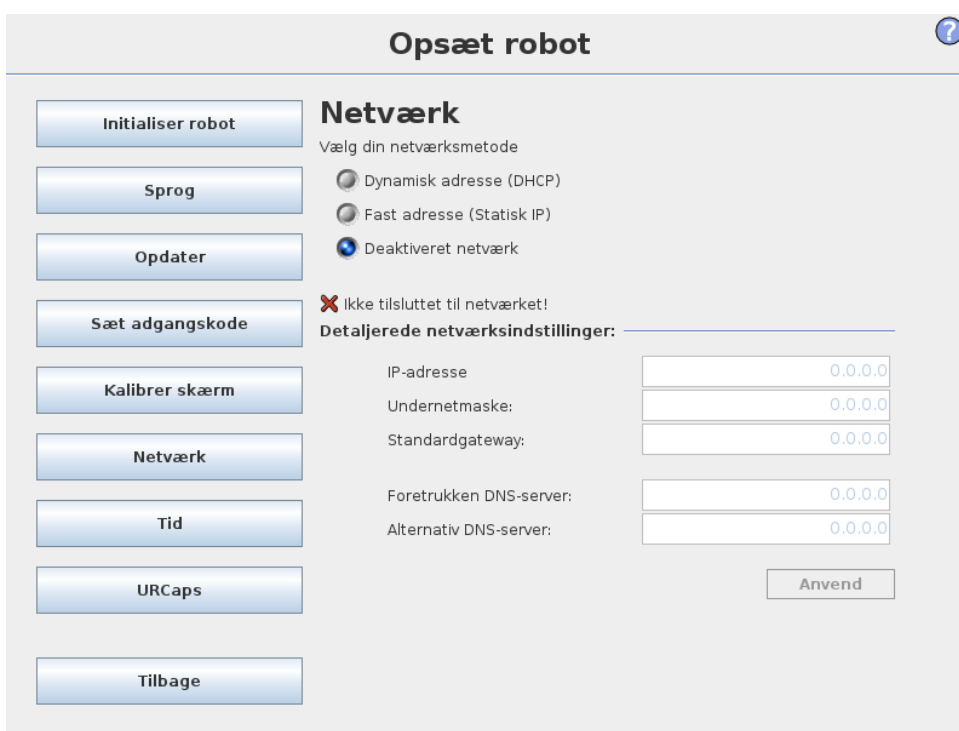 Opsæt robot
?
Initialiser robot
Sprog
Opdater
Sæt adgangskode
Kalibrer skærm
Netværk
Tid
URCaps
Tilbage
Netværk
Vælg din netværksmetode
Dynamisk adresse (DHCP)
Fast adresse (Statisk IP)
Deaktiveret netværk
Ikke tilsluttet til netværket!
Detaljerede netværksindstillinger:
IP-adresse 0.0.0.0
Undernetmaske: 0.0.0.0
Standardgateway: 0.0.0.0
Foretrukken DNS-server: 0.0.0.0
Alternativ DNS-server: 0.0.0.0
Anvend